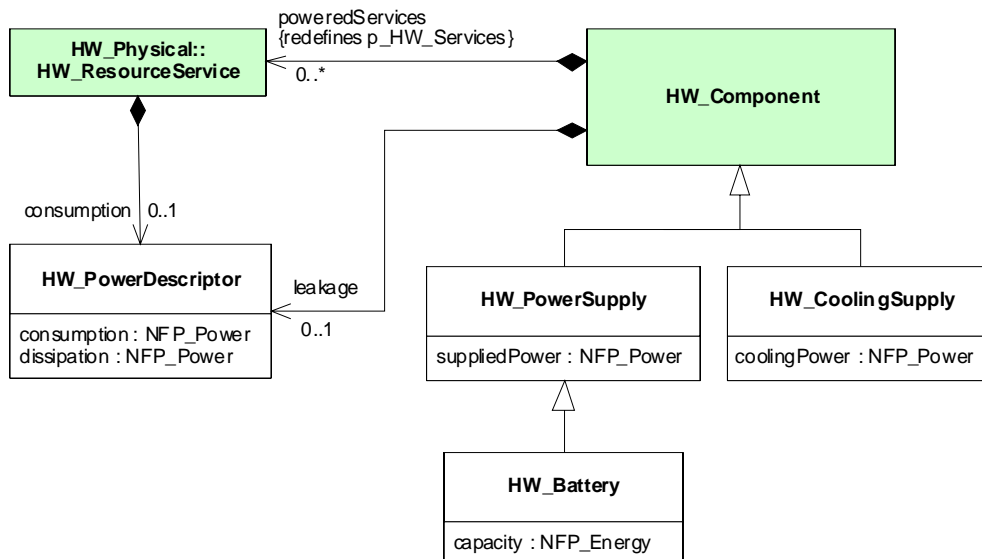 poweredServices
{redefines p_HW_Services}
0..*
HW_Physical::
HW_ResourceService
HW_Component
consumption
0..1
HW_PowerDescriptor
consumption : NFP_Power
dissipation : NFP_Power
leakage
0..1
HW_PowerSupply
suppliedPower : NFP_Power
HW_CoolingSupply
coolingPower : NFP_Power
HW_Battery
capacity : NFP_Energy